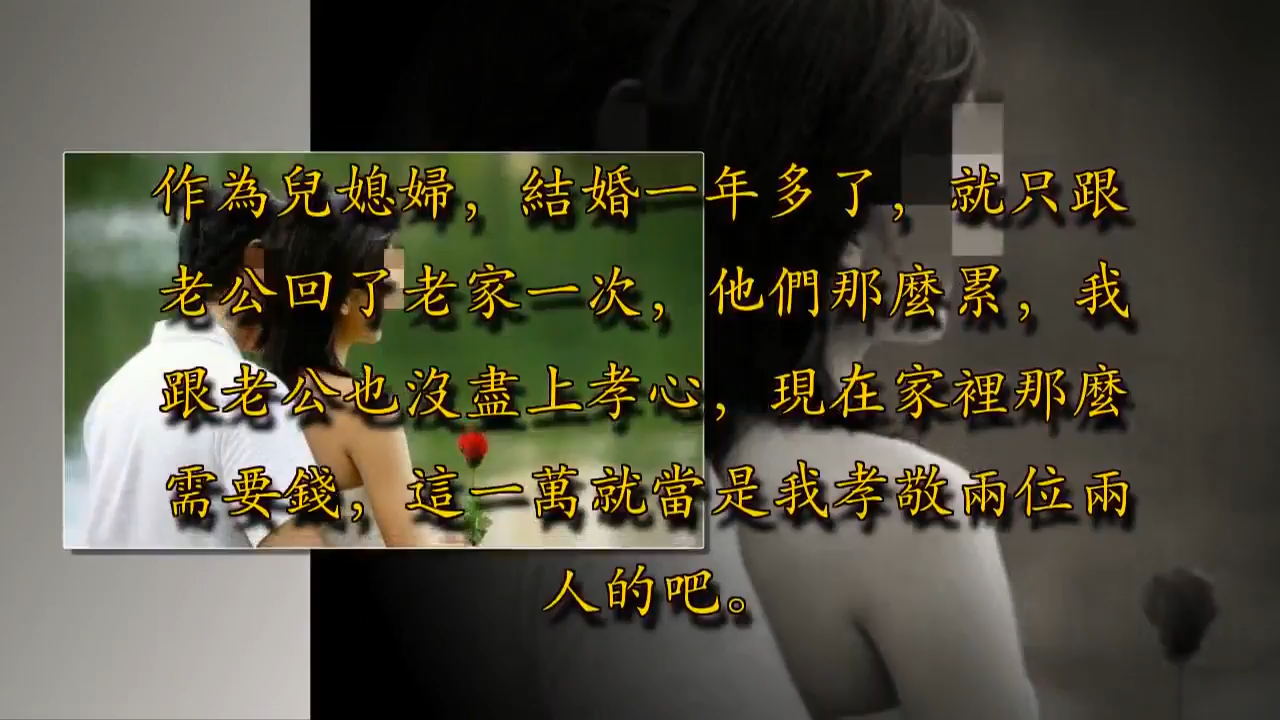 作為兒媳婦，結婚一年多了，就只跟
老公回了老家一次，他們那麼累，我
跟老公也沒盡上孝心，現在家裡那麼
需要錢，這一萬就當是我孝敬兩位兩
人的吧。